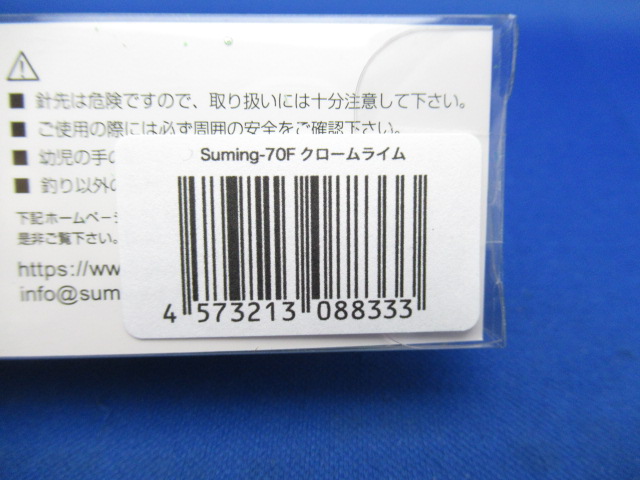 ■ 針先は危険ですので、取り扱いには十分注意して下さい。
■ ご使用の際には必ず周囲の安全をご確認下さい。
■ 幼児の手の
■ 釣り以外の
下記ホームページ
是非ご覧下さい。
https://ww
info@sum
Suming-70F クロームライム
4 573213 088333